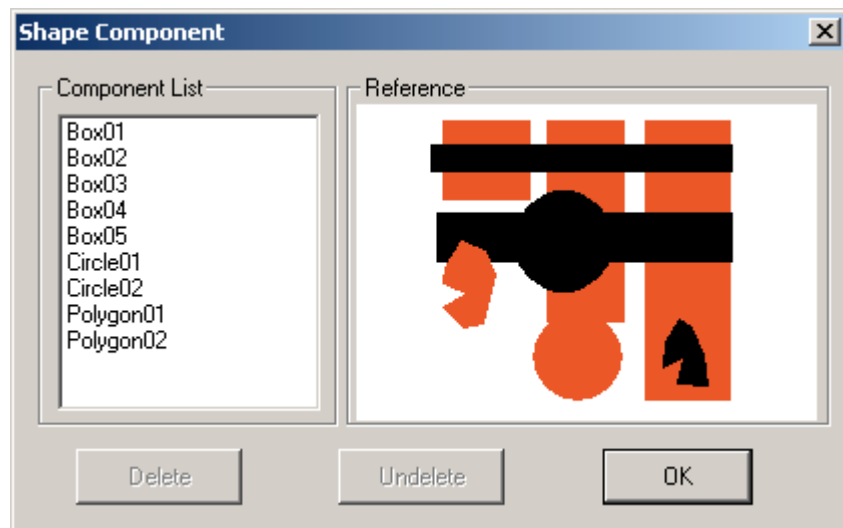 Shape Component
Component List
Box01
Box02
Box03
Box04
Box05
Circle01
Circle02
Polygon01
Polygon02
Reference
Delete
Undelete
OK